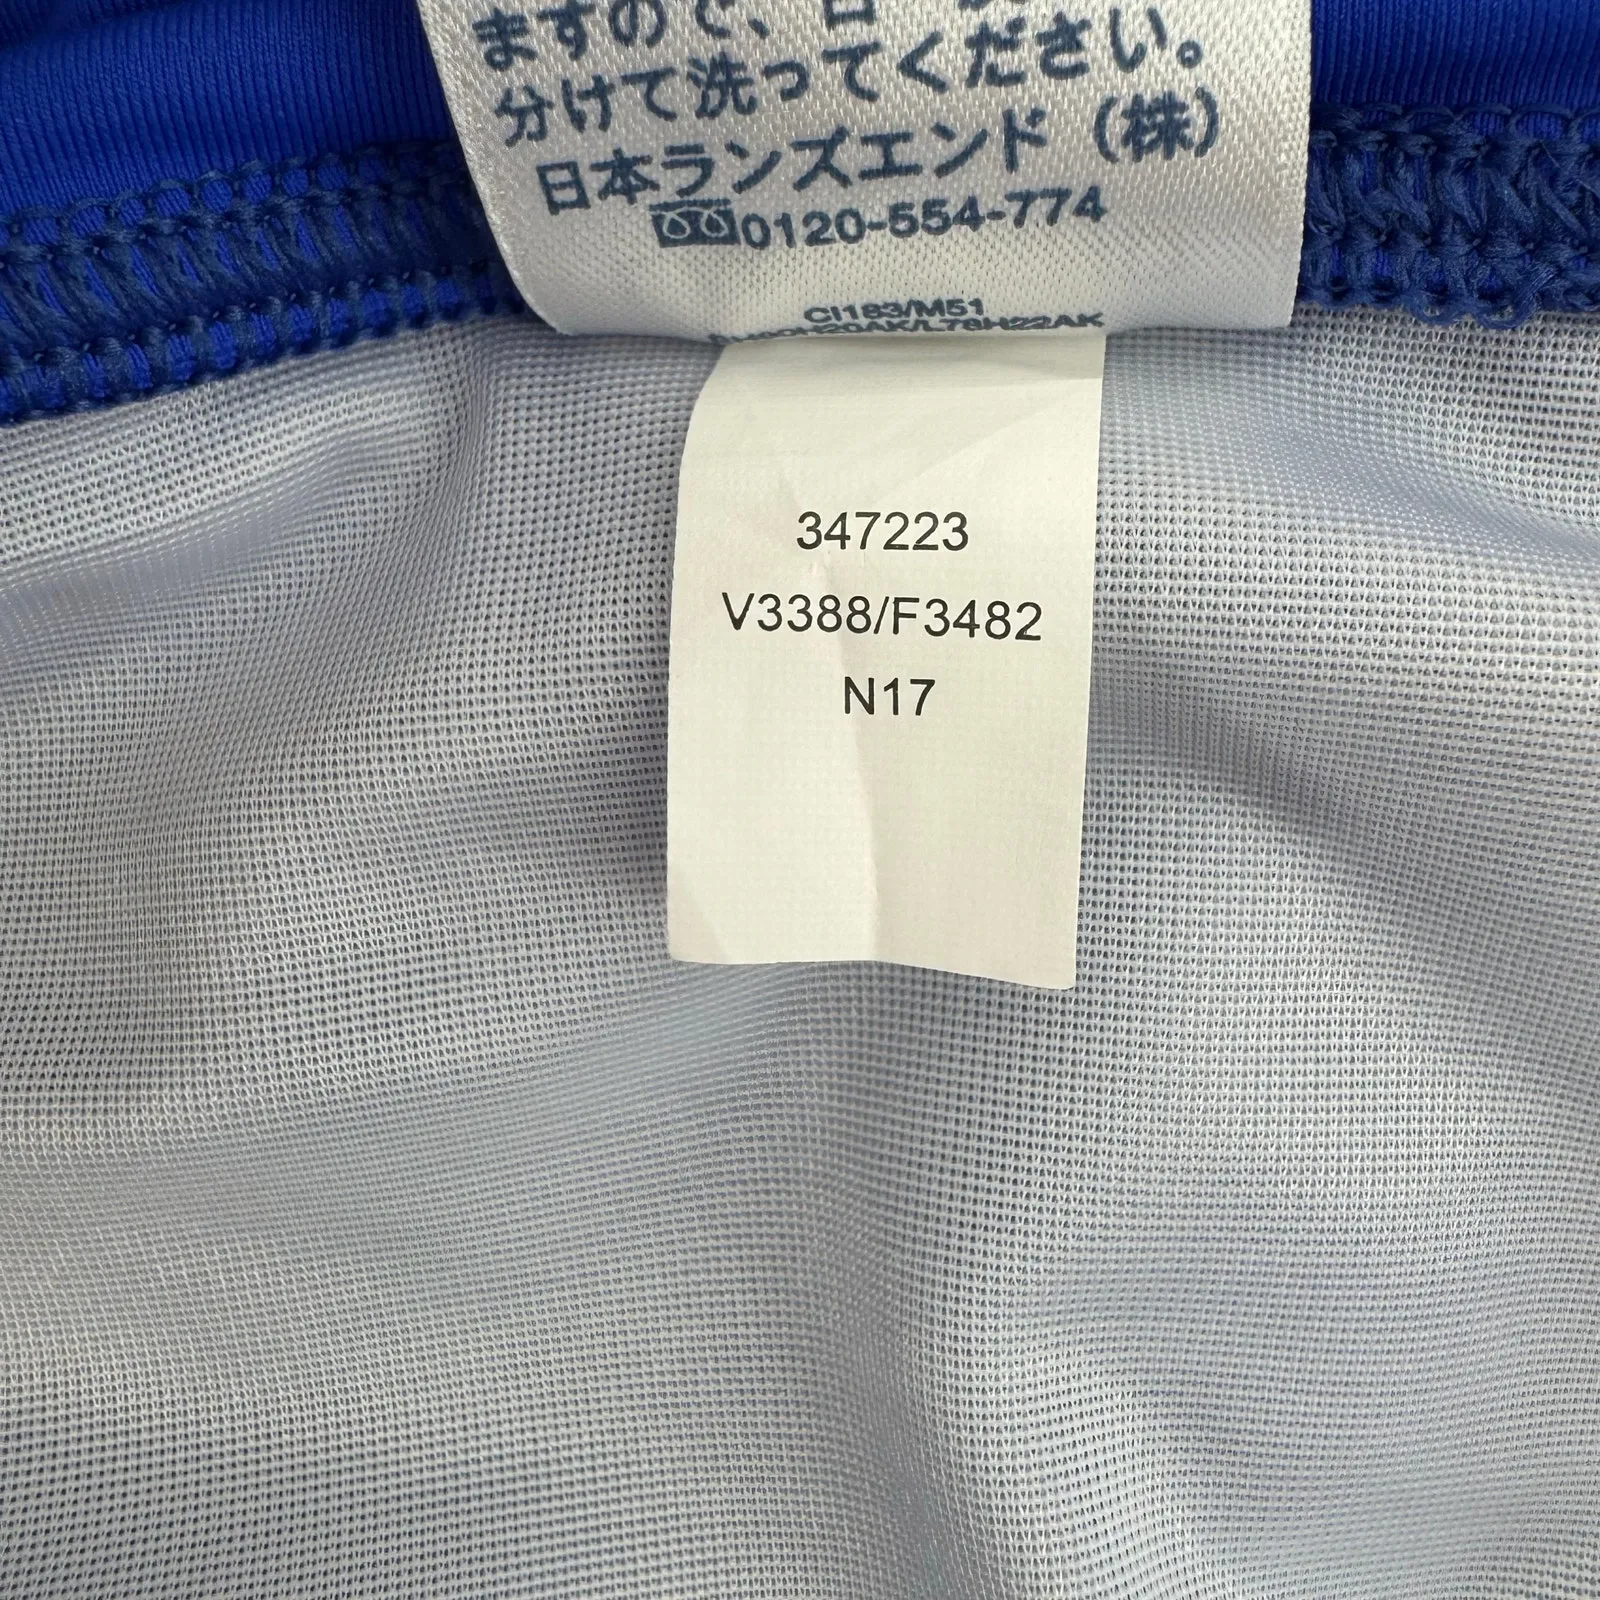 ますので、
分けて洗ってください。
日本ランズエンド（株）
0120-554-774
CI183/M51
347223
V3388/F3482
N17